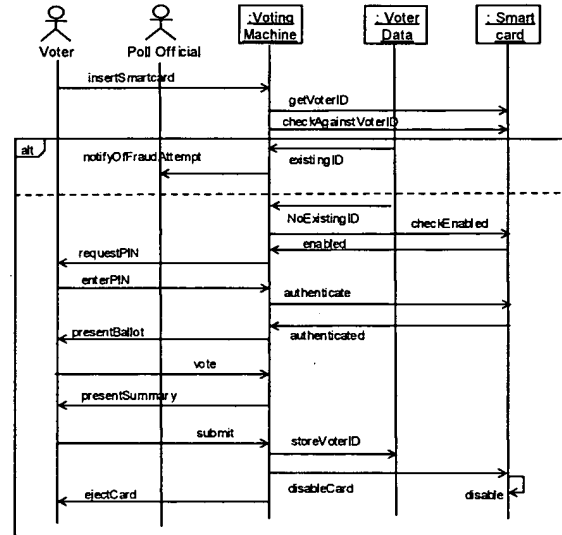 Voter
Poll Official
:Voting
Machine
: Voter
Data
: Smart
card
insertSmartcard
getVoterID
checkAgainstVoterID
alt
notifyOfFraudAttempt
existingID
NoExistingID
checkEnabled
enabled
requestPIN
enterPIN
authenticate
presentBallot
authenticated
vote
presentSummary
submit
storeVoterID
disableCard
disable
ejectCard